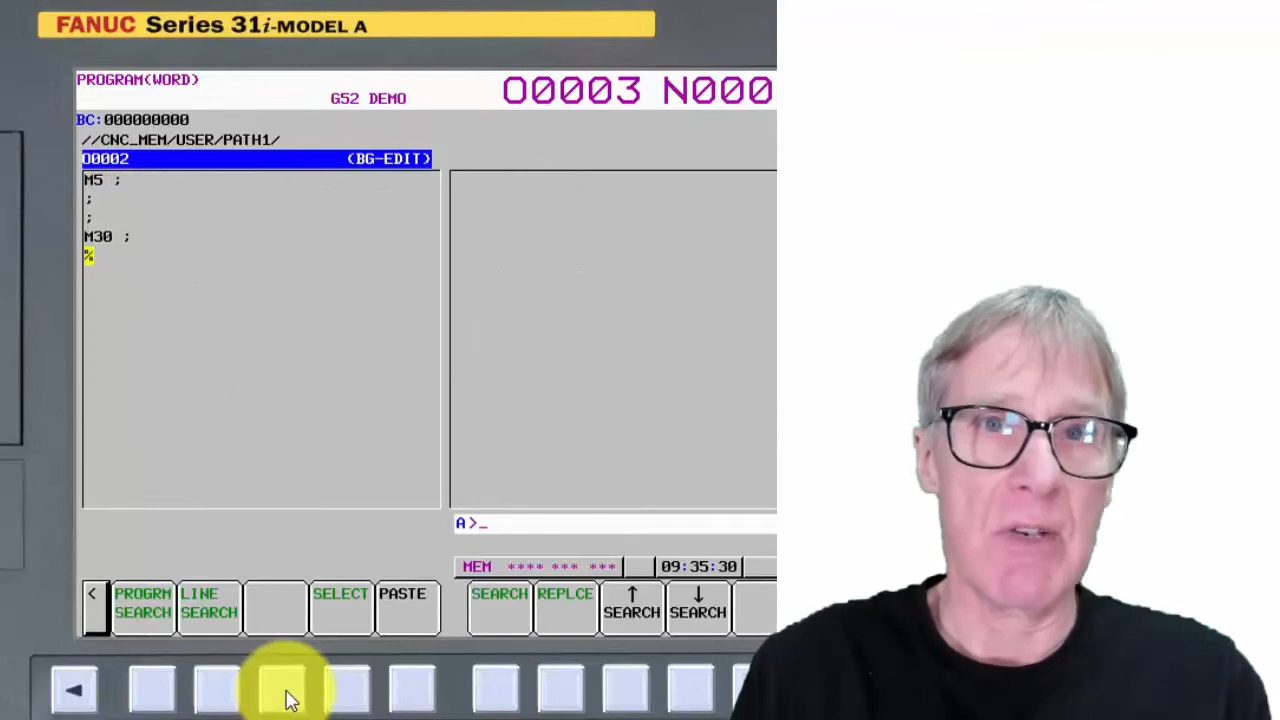 FANUC Series 31i-MODEL A
PROGRAM(WORD)
G52 DEMO
O0003 N000
BC:000000000
//CNC_MEM/USER/PATH1/
O0002 (BG-EDIT)
M5 ;
;
;
M30 ;
%
A>_
MEM **** *** *** 09:35:30
<
PROGRM SEARCH
LINE SEARCH
SELECT
PASTE
SEARCH
REPLCE
↑ SEARCH
↓ SEARCH
◄